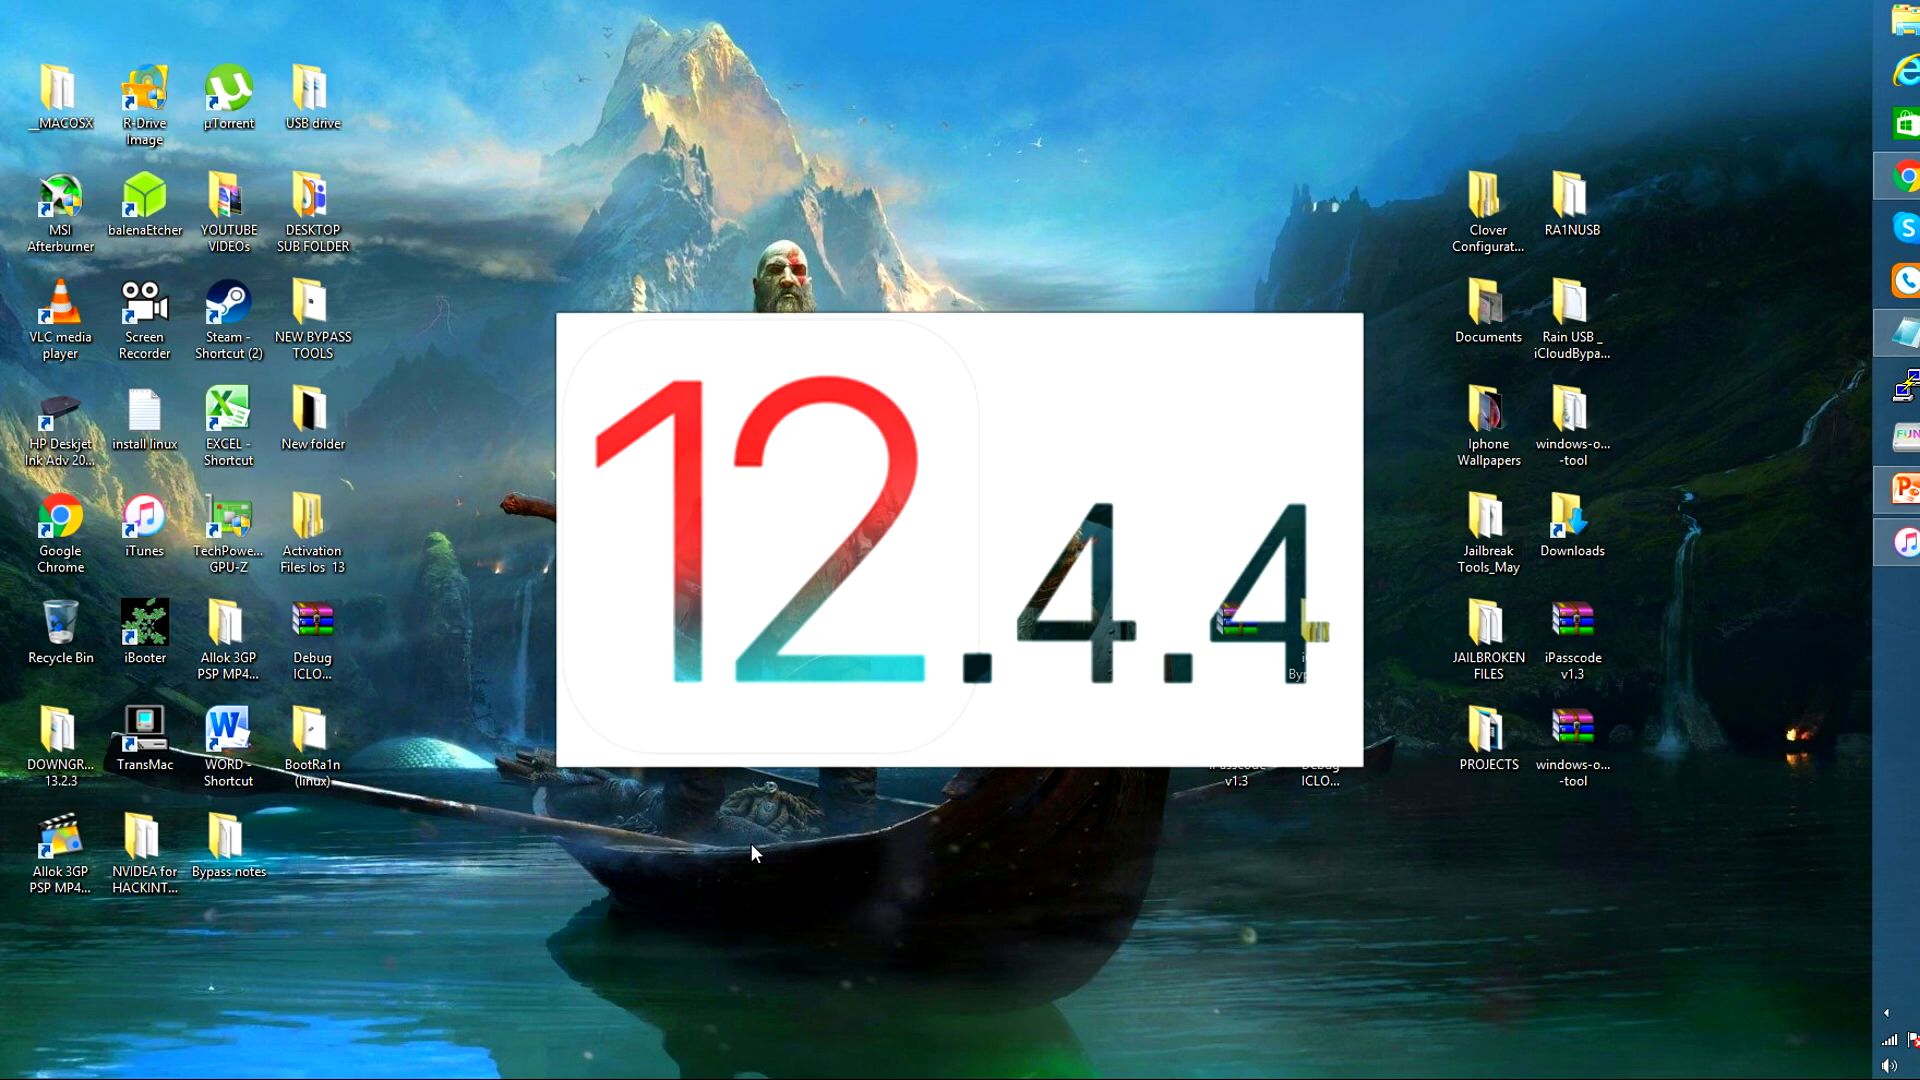 __MACOSX
R-Drive
Image
µTorrent
USB drive
MSI
Afterburner
balenaEtcher
YOUTUBE
VIDEOs
DESKTOP
SUB FOLDER
VLC media
player
Screen
Recorder
Steam -
Shortcut (2)
NEW BYPASS
TOOLS
HP Deskjet
Ink Adv 20...
install linux
EXCEL -
Shortcut
New folder
Google
Chrome
iTunes
TechPowe...
GPU-Z
Activation
Files Ios 13
Recycle Bin
iBooter
Allok 3GP
PSP MP4...
Debug
ICLO...
DOWNGR...
13.2.3
TransMac
WORD -
Shortcut
BootRa1n
(linux)
Allok 3GP
PSP MP4...
NVIDEA for
HACKINT...
Bypass notes
12.4.4
v1.3
ICLO...
Clover
Configurat...
RA1NUSB
Documents
Rain USB _
iCloudBypa...
Iphone
Wallpapers
windows-o...
-tool
Jailbreak
Tools_May
Downloads
JAILBROKEN
FILES
iPasscode
v1.3
PROJECTS
windows-o...
-tool